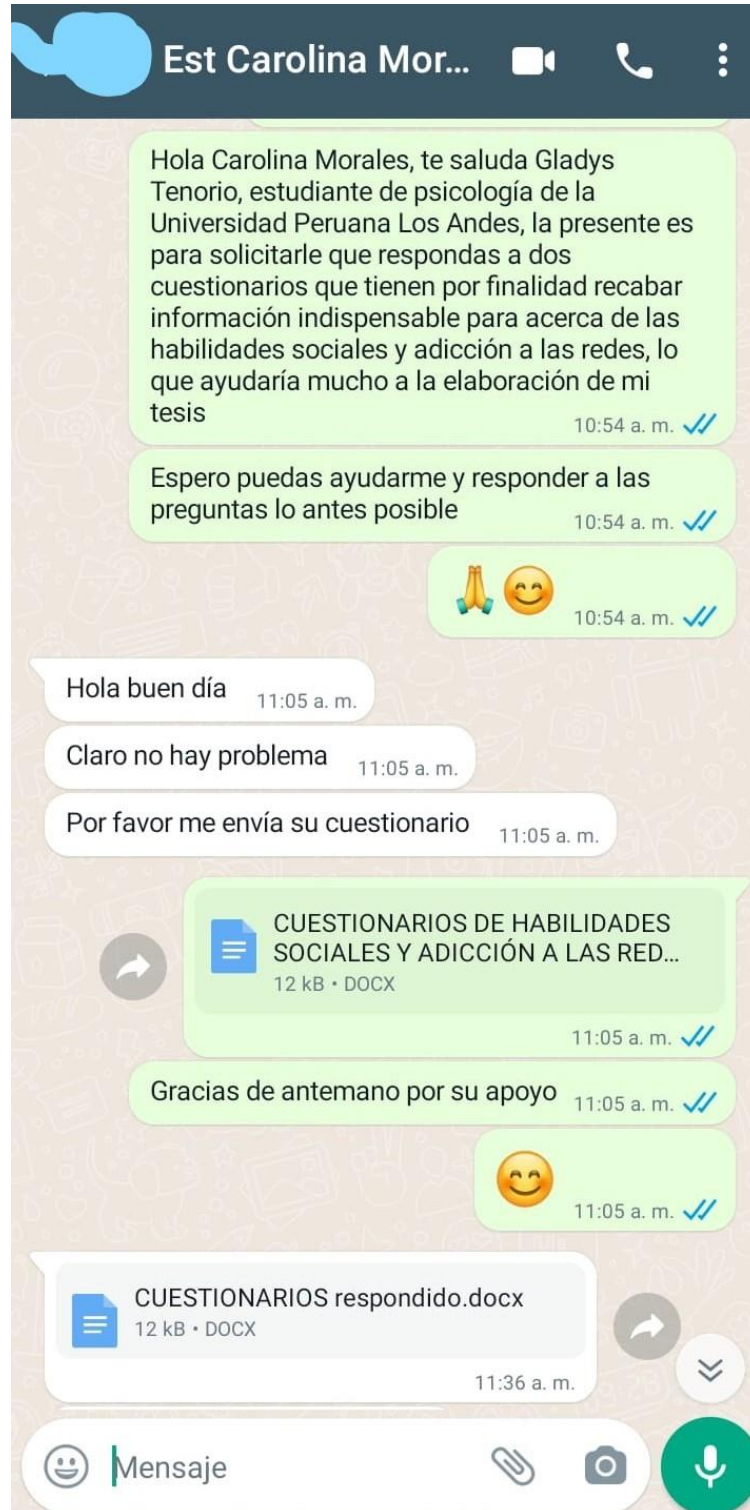 Est Carolina Mor...
Hola Carolina Morales, te saluda Gladys
Tenorio, estudiante de psicología de la
Universidad Peruana Los Andes, la presente es
para solicitarle que respondas a dos
cuestionarios que tienen por finalidad recabar
información indispensable para acerca de las
habilidades sociales y adicción a las redes, lo
que ayudaría mucho a la elaboración de mi
tesis
10:54 a. m.
Espero puedas ayudarme y responder a las
preguntas lo antes posible
10:54 a. m.
🙏😊
10:54 a. m.
Hola buen día 11:05 a. m.
Claro no hay problema 11:05 a. m.
Por favor me envía su cuestionario 11:05 a. m.
CUESTIONARIOS DE HABILIDADES
SOCIALES Y ADICCIÓN A LAS RED...
12 kB • DOCX
11:05 a. m.
Gracias de antemano por su apoyo 11:05 a. m.
😊
11:05 a. m.
CUESTIONARIOS respondido.docx
12 kB • DOCX
11:36 a. m.
Mensaje